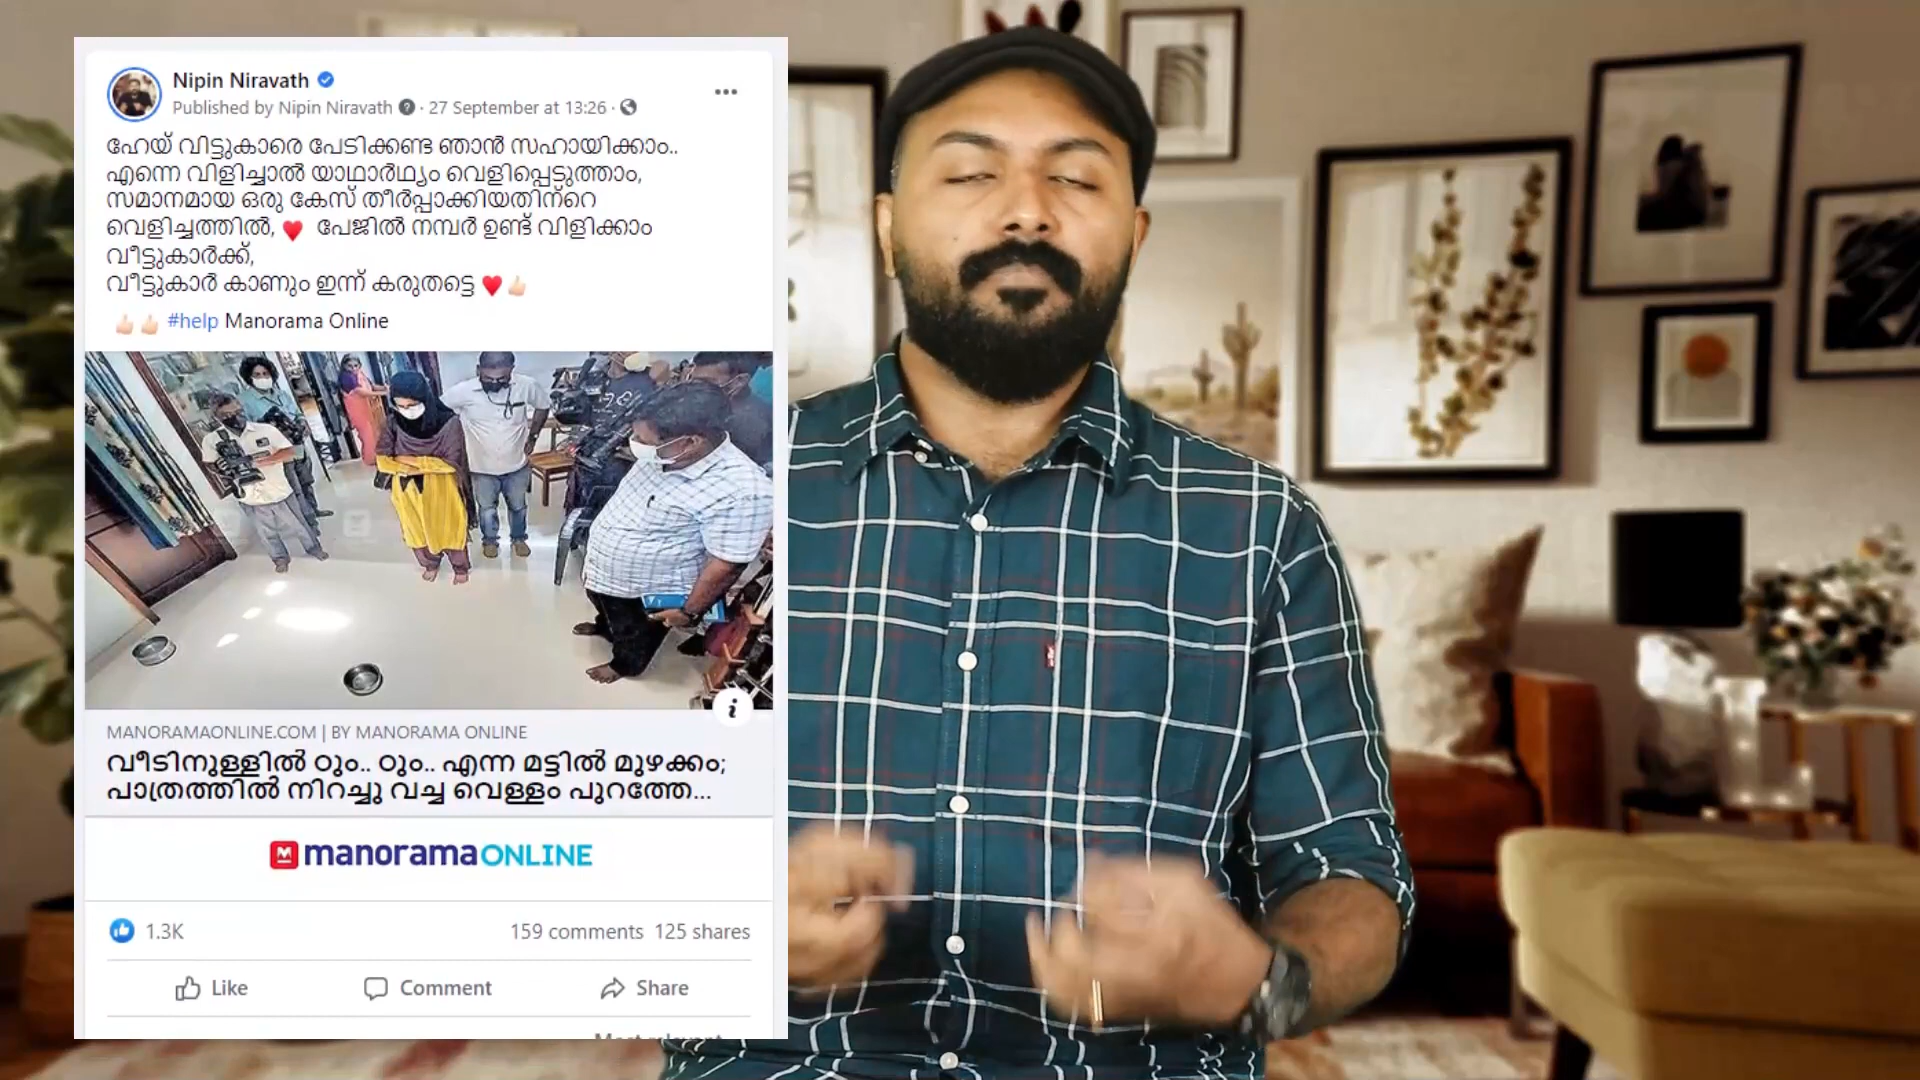 Nipin Niravath
Published by Nipin Niravath · 27 September at 13:26 ·
ഹേയ് വിട്ടുകാരെ പേടിക്കണ്ട ഞാൻ സഹായിക്കാം..
എന്നെ വിളിച്ചാൽ യാഥാർഥ്യം വെളിപ്പെടുത്താം,
സമാനമായ ഒരു കേസ് തീർപ്പാക്കിയതിന്റെ
വെളിച്ചത്തിൽ, ♥️ പേജിൽ നമ്പർ ഉണ്ട് വിളിക്കാം
വീട്ടുകാർക്ക്,
വീട്ടുകാർ കാണും ഇന്ന് കരുതട്ടെ ♥️👍🏻
👍🏻 👍🏻 #help Manorama Online
MANORAMAONLINE.COM | BY MANORAMA ONLINE
വീടിനുള്ളിൽ ഠും.. ഠും.. എന്ന മട്ടിൽ മുഴക്കം;
പാത്രത്തിൽ നിറച്ചു വച്ച വെള്ളം പുറത്തേ...
manorama ONLINE
1.3K 159 comments 125 shares
Like Comment Share